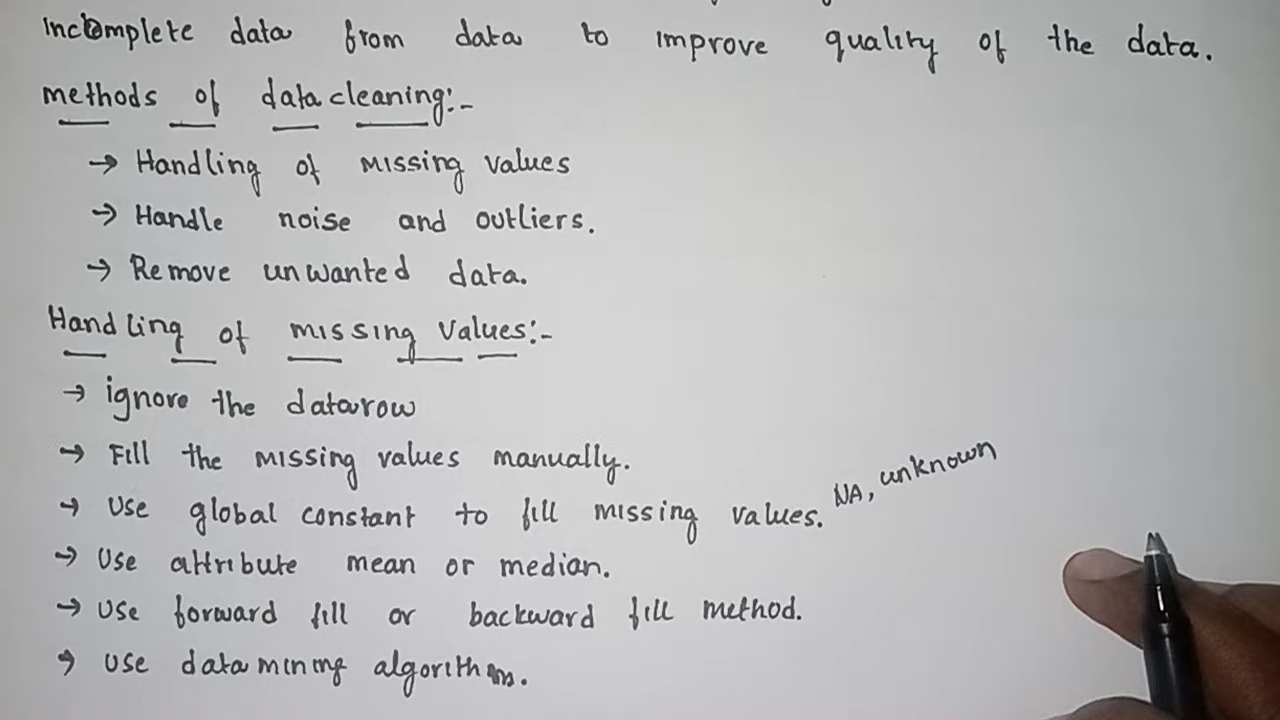 Incomplete data from data to improve quality of the data.
methods of data cleaning:-
→ Handling of missing values
→ Handle noise and outliers.
→ Remove unwanted data.
Handling of missing values:-
→ ignore the datarow
→ Fill the missing values manually.
→ Use global constant to fill missing values. NA, unknown
→ Use attribute mean or median.
→ Use forward fill or backward fill method.
→ Use data mining algorithms.